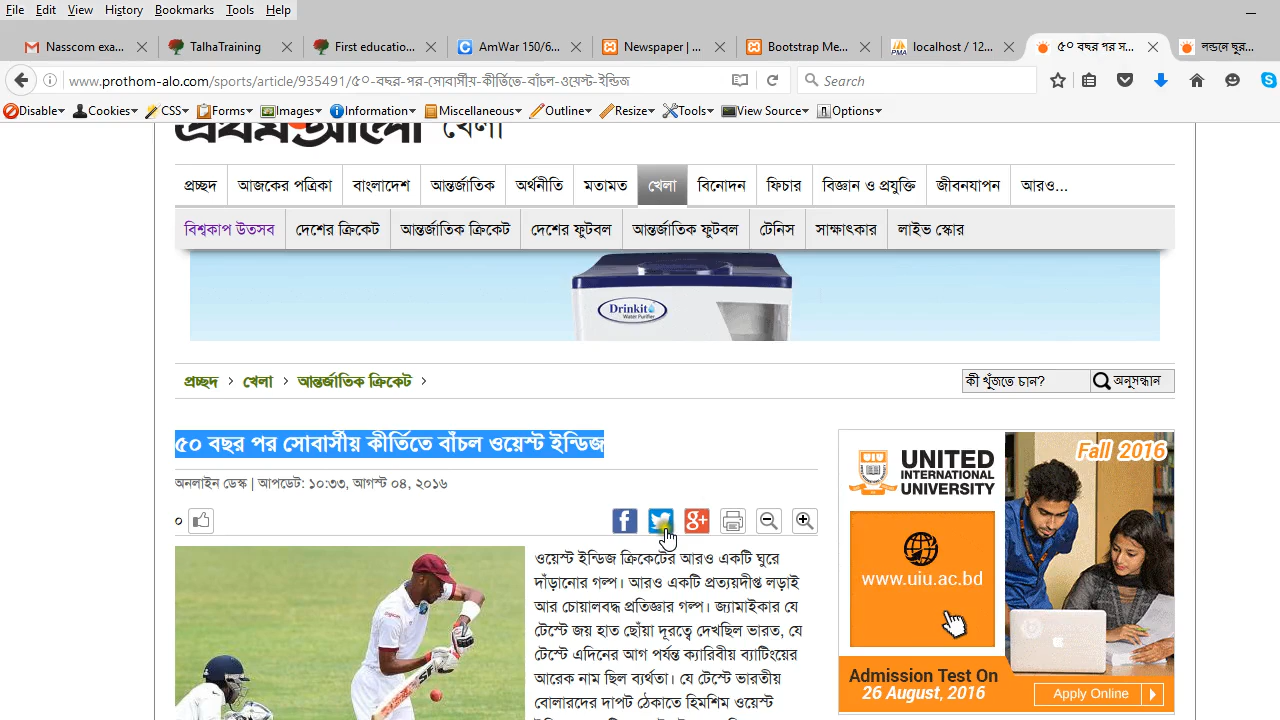 File Edit View History Bookmarks Tools Help
Nasscom exa... TalhaTraining First educatio... AmWar 150/6... Newspaper | ... Bootstrap Me... localhost / 12... ৫০ বছর পর স... লন্ডনে ছুর...
www.prothom-alo.com/sports/article/935491/৫০-বছর-পর-সোবার্সীয়-কীর্তিতে-বাঁচল-ওয়েস্ট-ইন্ডিজ Search
Disable Cookies CSS Forms Images Information Miscellaneous Outline Resize Tools View Source Options
প্রথম আলো খেলা
প্রচ্ছদ আজকের পত্রিকা বাংলাদেশ আন্তর্জাতিক অর্থনীতি মতামত খেলা বিনোদন ফিচার বিজ্ঞান ও প্রযুক্তি জীবনযাপন আরও...
বিশ্বকাপ উতসব দেশের ক্রিকেট আন্তর্জাতিক ক্রিকেট দেশের ফুটবল আন্তর্জাতিক ফুটবল টেনিস সাক্ষাৎকার লাইভ স্কোর
Drinkit
Water Purifier
প্রচ্ছদ › খেলা › আন্তর্জাতিক ক্রিকেট ›
কী খুঁজতে চান? অনুসন্ধান
৫০ বছর পর সোবার্সীয় কীর্তিতে বাঁচল ওয়েস্ট ইন্ডিজ
অনলাইন ডেস্ক | আপডেট: ১০:৩৩, আগস্ট ০৪, ২০১৬
০
ওয়েস্ট ইন্ডিজ ক্রিকেটের আরও একটি ঘুরে
দাঁড়ানোর গল্প। আরও একটি প্রত্যয়দীপ্ত লড়াই
আর চোয়ালবদ্ধ প্রতিজ্ঞার গল্প। জ্যামাইকার যে
টেস্টে জয় হাত ছোঁয়া দূরত্বে দেখছিল ভারত, যে
টেস্টে এদিনের আগ পর্যন্ত ক্যারিবীয় ব্যাটিংয়ের
আরেক নাম ছিল ব্যর্থতা। যে টেস্টে ভারতীয়
বোলারদের দাপট ঠেকাতে হিমশিম ওয়েস্ট
Fall 2016
UNITED
INTERNATIONAL
UNIVERSITY
www.uiu.ac.bd
Admission Test On
26 August, 2016
Apply Online